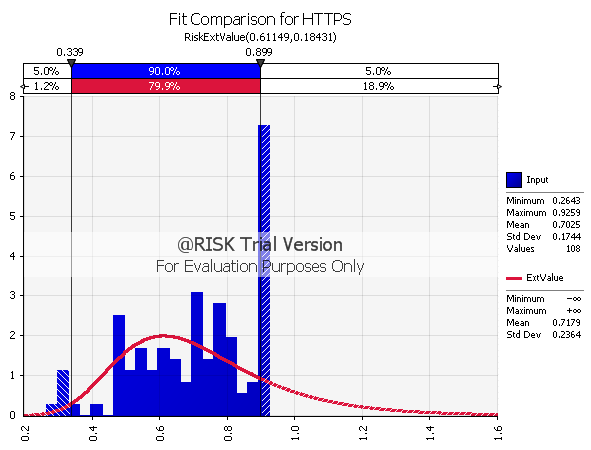 Fit Comparison for HTTPS
RiskExtValue(0.61149,0.18431)
0.339 0.899
5.0% 90.0% 5.0%
1.2% 79.9% 18.9%
8
7
6
5
4
3
2
1
0
0.2 0.4 0.6 0.8 1.0 1.2 1.4 1.6
@RISK Trial Version
For Evaluation Purposes Only
Input
Minimum 0.2643
Maximum 0.9259
Mean 0.7025
Std Dev 0.1744
Values 108
ExtValue
Minimum −∞
Maximum +∞
Mean 0.7179
Std Dev 0.2364